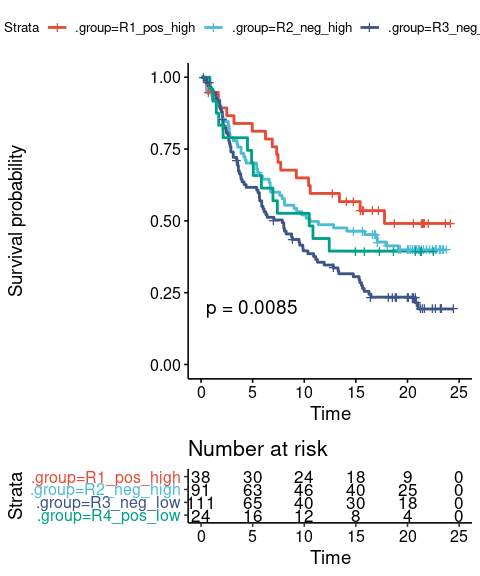 Strata .group=R1_pos_high .group=R2_neg_high .group=R3_neg_
1.00
0.75
0.50
0.25
0.00
Survival probability
p = 0.0085
0 5 10 15 20 25
Time
Number at risk
Strata
.group=R1_pos_high 38 30 24 18 9 0
.group=R2_neg_high 91 63 46 40 25 0
.group=R3_neg_low 111 65 40 30 18 0
.group=R4_pos_low 24 16 12 8 4 0
0 5 10 15 20 25
Time